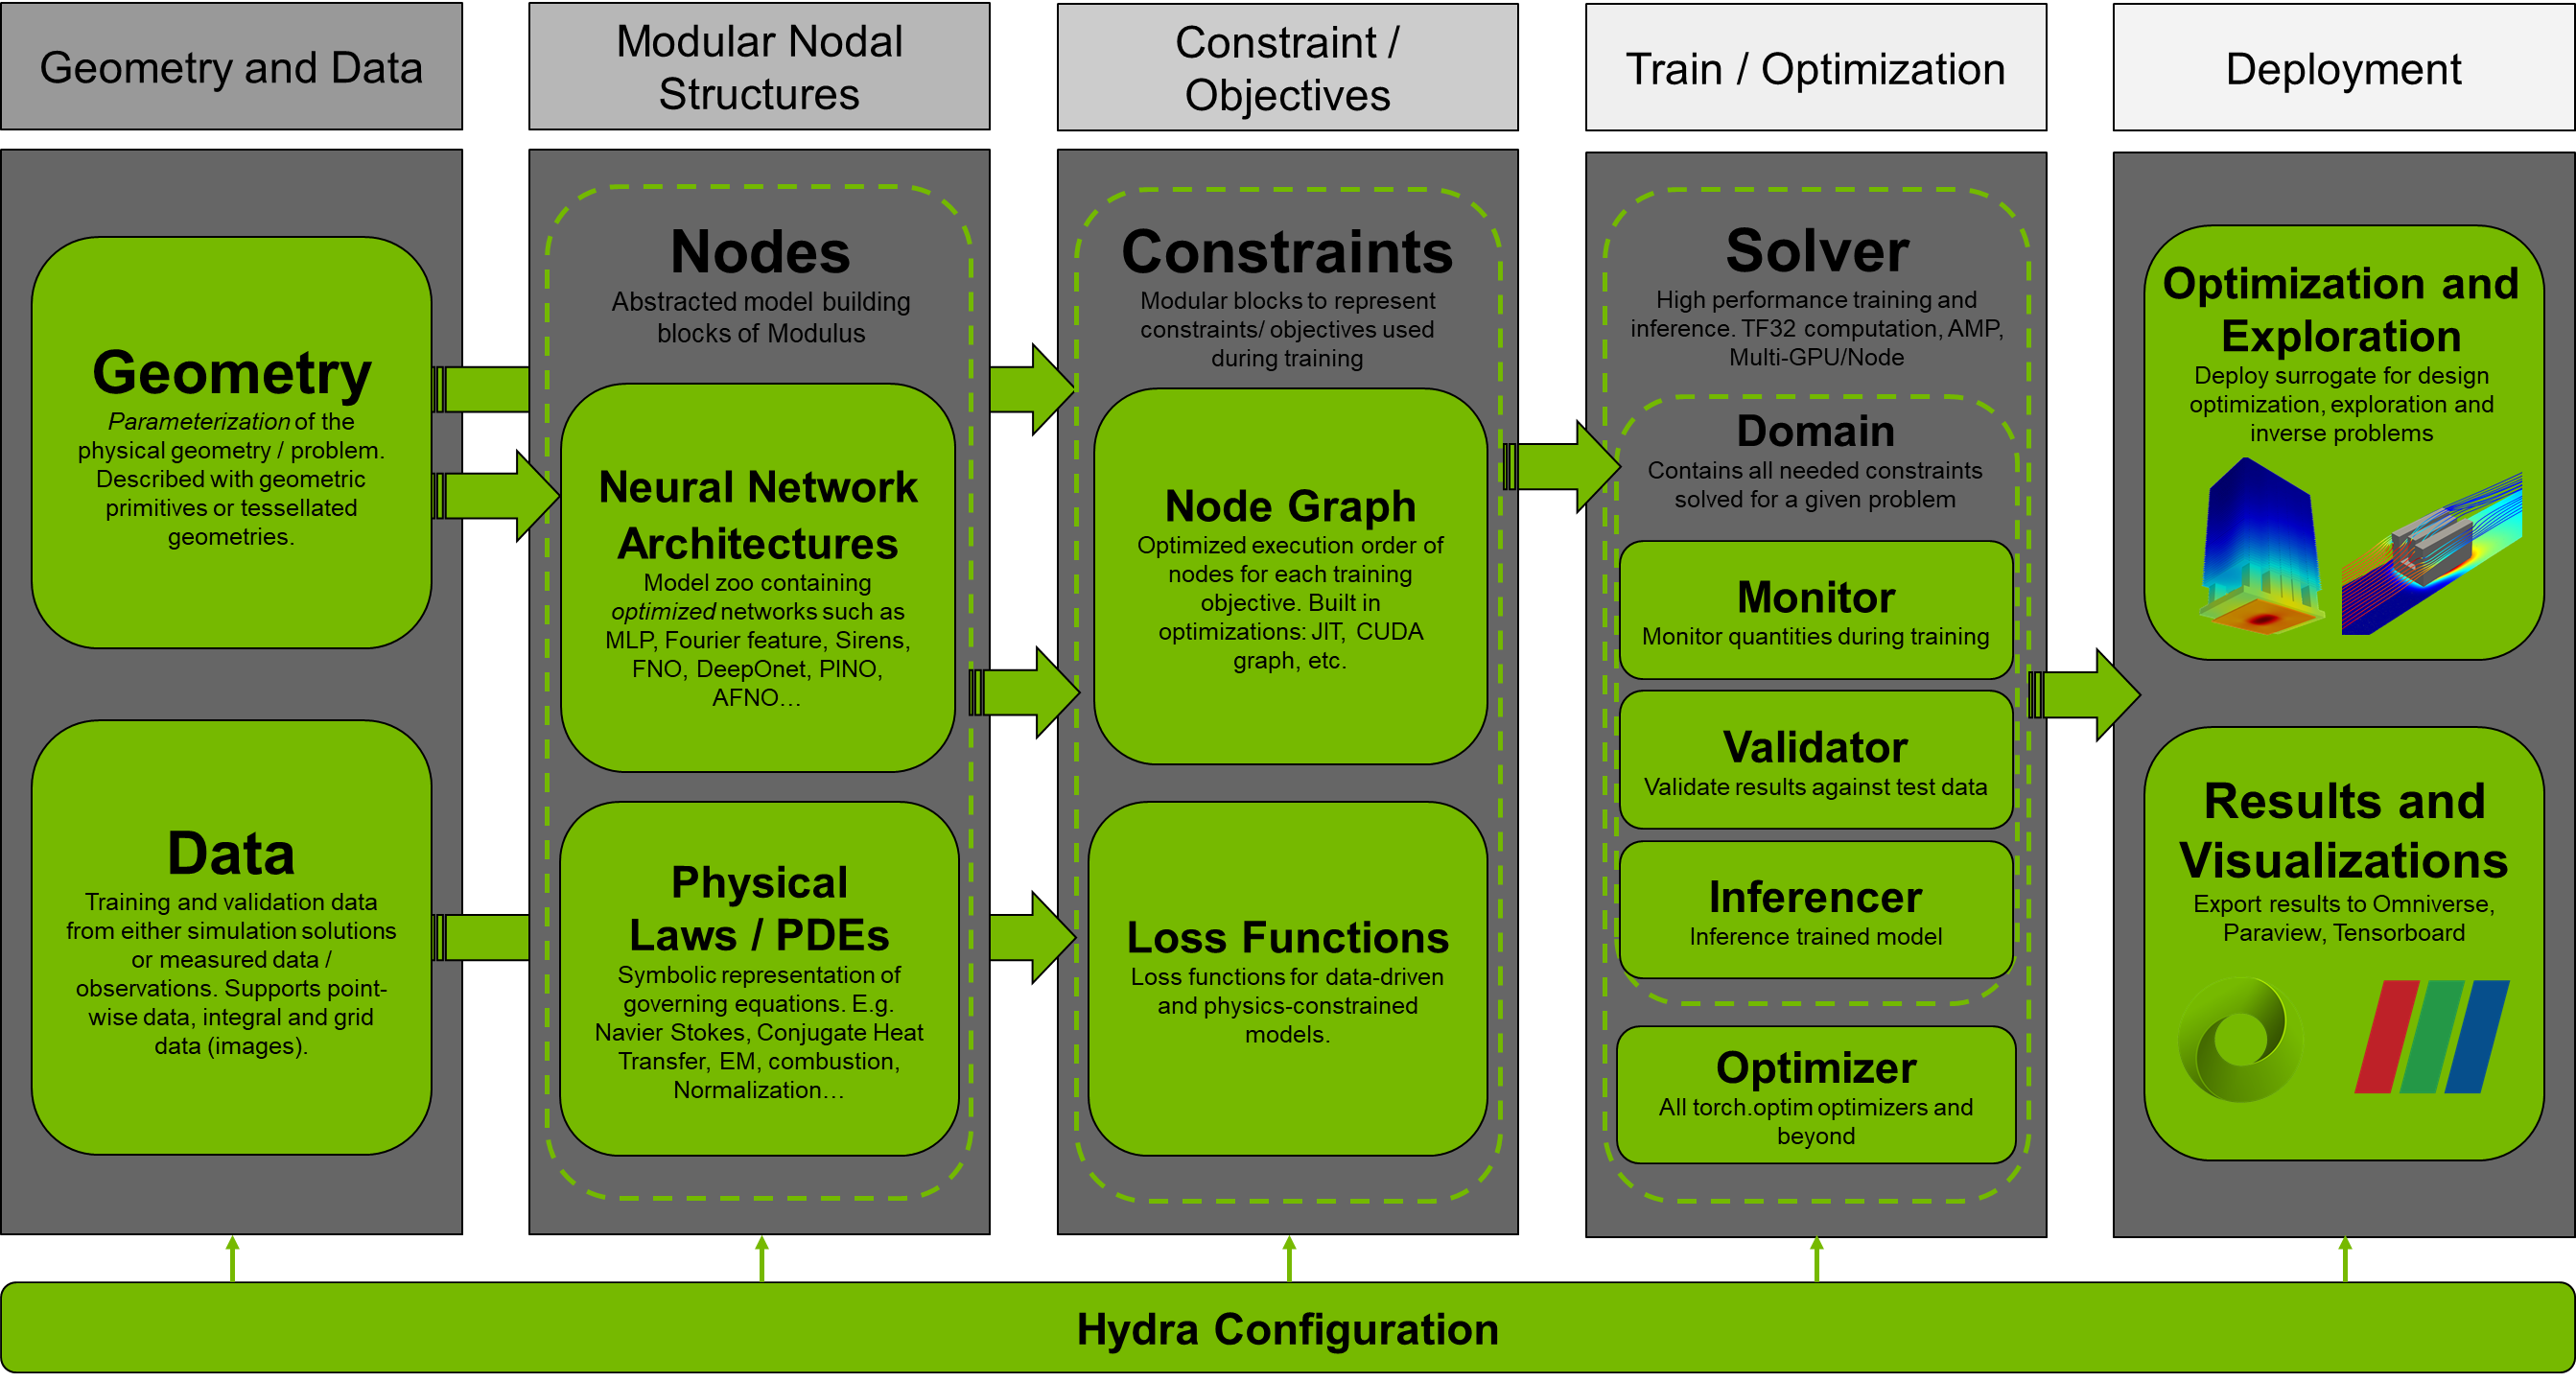 Geometry and Data
Modular Nodal
Structures
Constraint /
Objectives
Train / Optimization
Deployment
Geometry
Parameterization of the
physical geometry / problem.
Described with geometric
primitives or tessellated
geometries.
Data
Training and validation data
from either simulation solutions
or measured data /
observations. Supports point-
wise data, integral and grid
data (images).
Nodes
Abstracted model building
blocks of Modulus
Neural Network
Architectures
Model zoo containing
optimized networks such as
MLP, Fourier feature, Sirens,
FNO, DeepOnet, PINO,
AFNO…
Physical
Laws / PDEs
Symbolic representation of
governing equations. E.g.
Navier Stokes, Conjugate Heat
Transfer, EM, combustion,
Normalization…
Constraints
Modular blocks to represent
constraints/ objectives used
during training
Node Graph
Optimized execution order of
nodes for each training
objective. Built in
optimizations: JIT, CUDA
graph, etc.
Loss Functions
Loss functions for data-driven
and physics-constrained
models.
Solver
High performance training and
inference. TF32 computation, AMP,
Multi-GPU/Node
Domain
Contains all needed constraints
solved for a given problem
Monitor
Monitor quantities during training
Validator
Validate results against test data
Inferencer
Inference trained model
Optimizer
All torch.optim optimizers and
beyond
Optimization and
Exploration
Deploy surrogate for design
optimization, exploration and
inverse problems
Results and
Visualizations
Export results to Omniverse,
Paraview, Tensorboard
Hydra Configuration